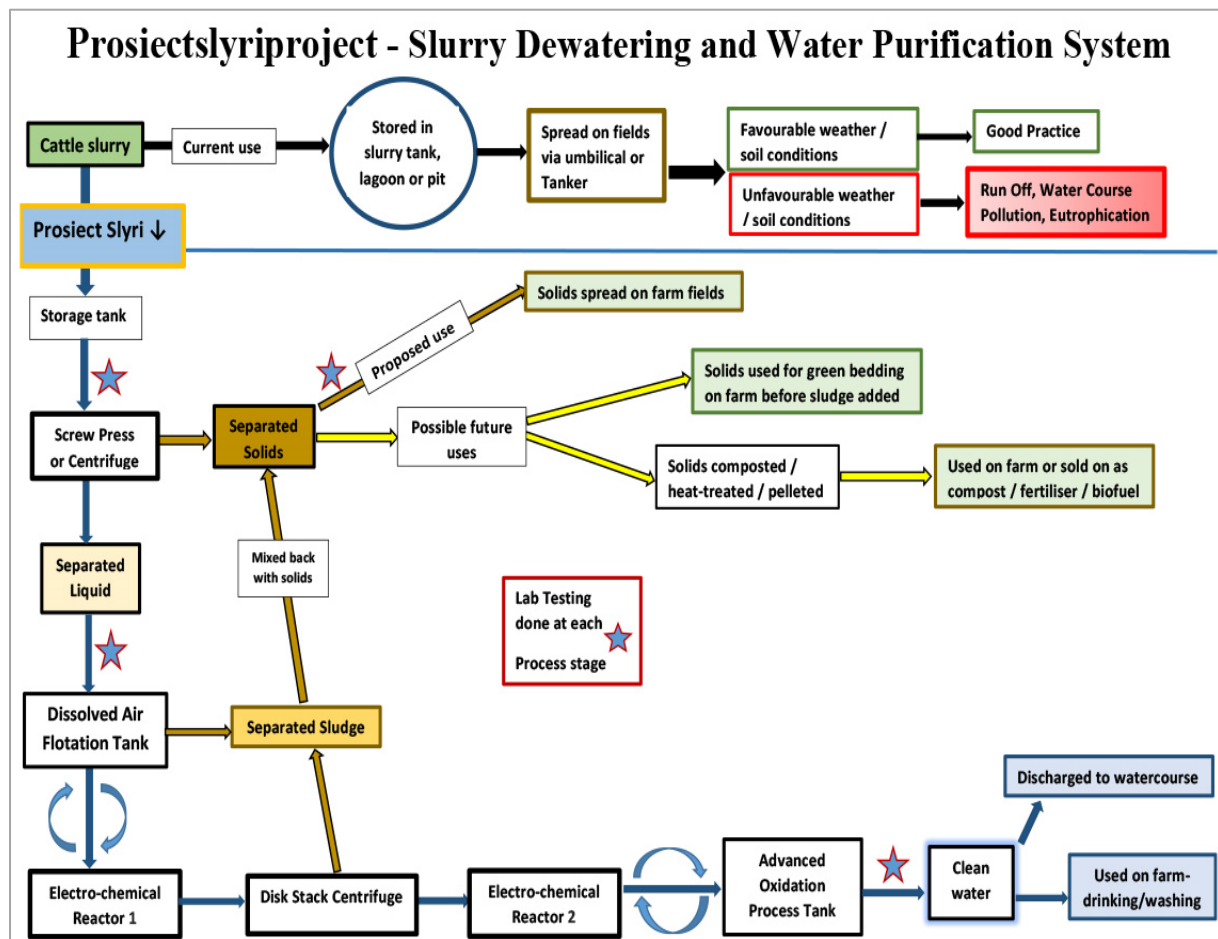 Prosiectslyriproject - Slurry Dewatering and Water Purification System
Cattle slurry
Current use
Stored in
slurry tank,
lagoon or pit
Spread on fields
via umbilical or
Tanker
Favourable weather /
soil conditions
Good Practice
Unfavourable weather
/ soil conditions
Run Off, Water Course
Pollution, Eutrophication
Prosiect Slyri ↓
Storage tank
Solids spread on farm fields
Proposed use
Screw Press
or Centrifuge
Separated
Solids
Possible future
uses
Solids used for green bedding
on farm before sludge added
Solids composted /
heat-treated / pelleted
Used on farm or sold on as
compost / fertiliser / biofuel
Separated
Liquid
Mixed back
with solids
Lab Testing
done at each
Process stage
Dissolved Air
Flotation Tank
Separated Sludge
Electro-chemical
Reactor 1
Disk Stack Centrifuge
Electro-chemical
Reactor 2
Advanced
Oxidation
Process Tank
Clean
water
Discharged to watercourse
Used on farm-
drinking/washing